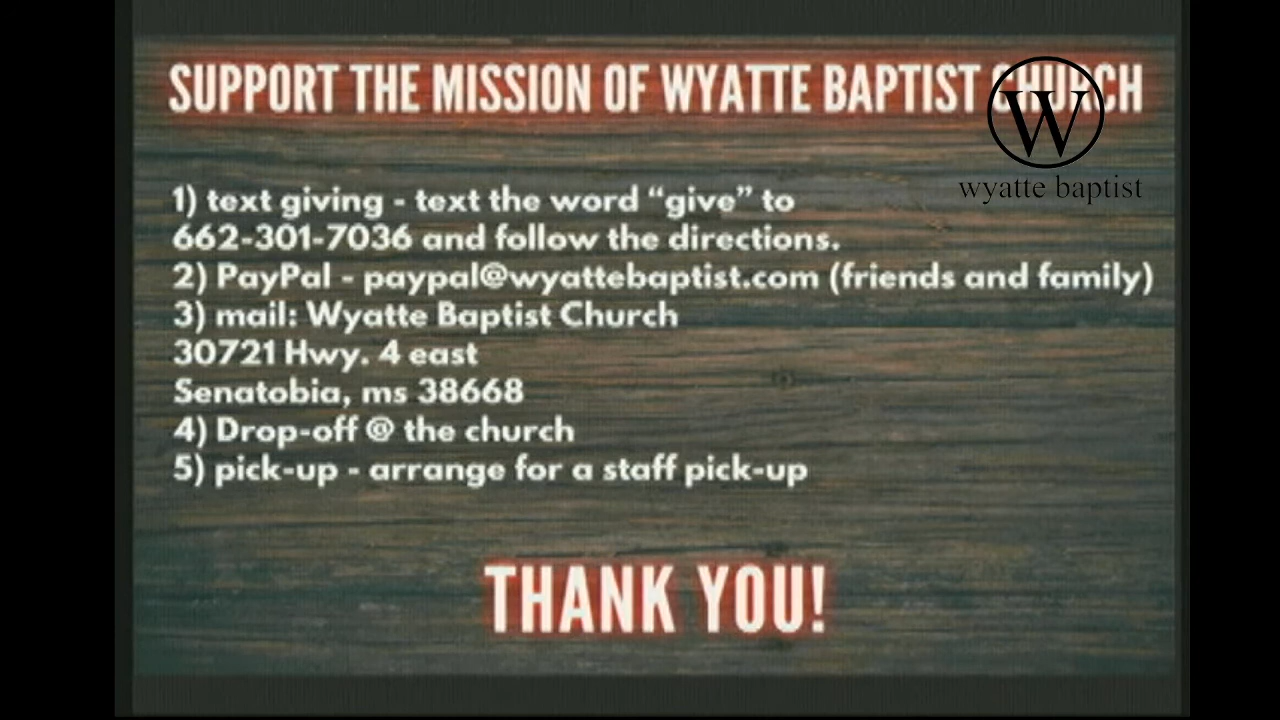 SUPPORT THE MISSION OF WYATTE BAPTIST CHURCH
W
wyatte baptist
1) text giving - text the word “give” to
662-301-7036 and follow the directions.
2) PayPal - paypal@wyattebaptist.com (friends and family)
3) mail: Wyatte Baptist Church
30721 Hwy. 4 east
Senatobia, ms 38668
4) Drop-off @ the church
5) pick-up - arrange for a staff pick-up
THANK YOU!